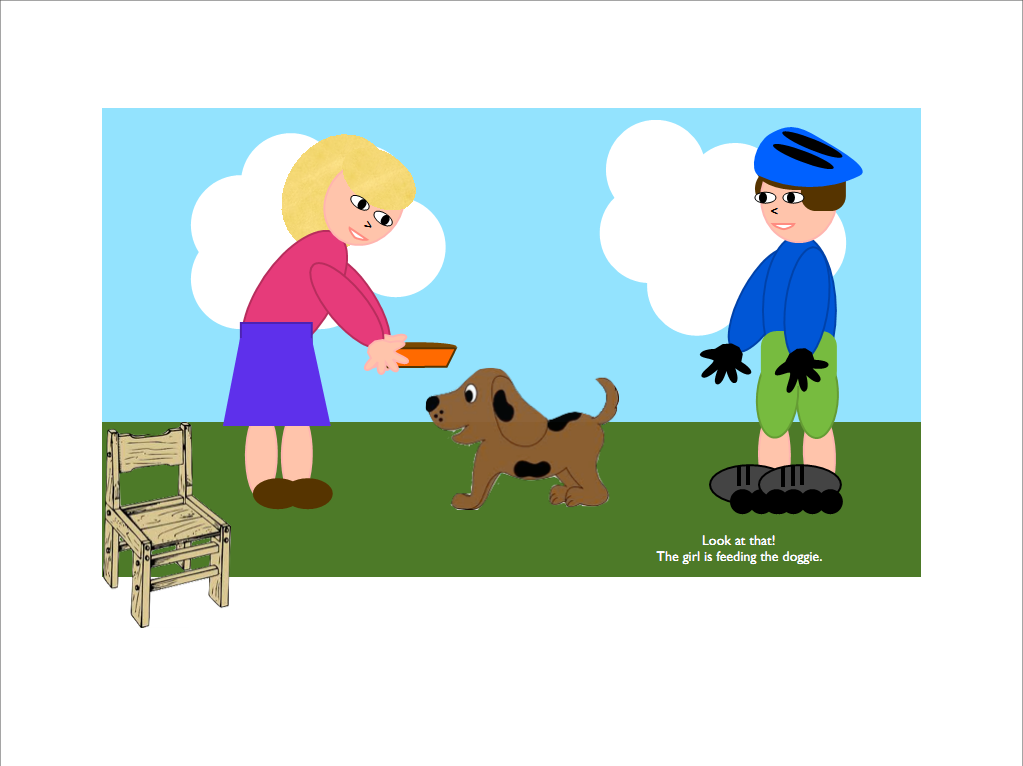 Look at that!
The girl is feeding the doggie.